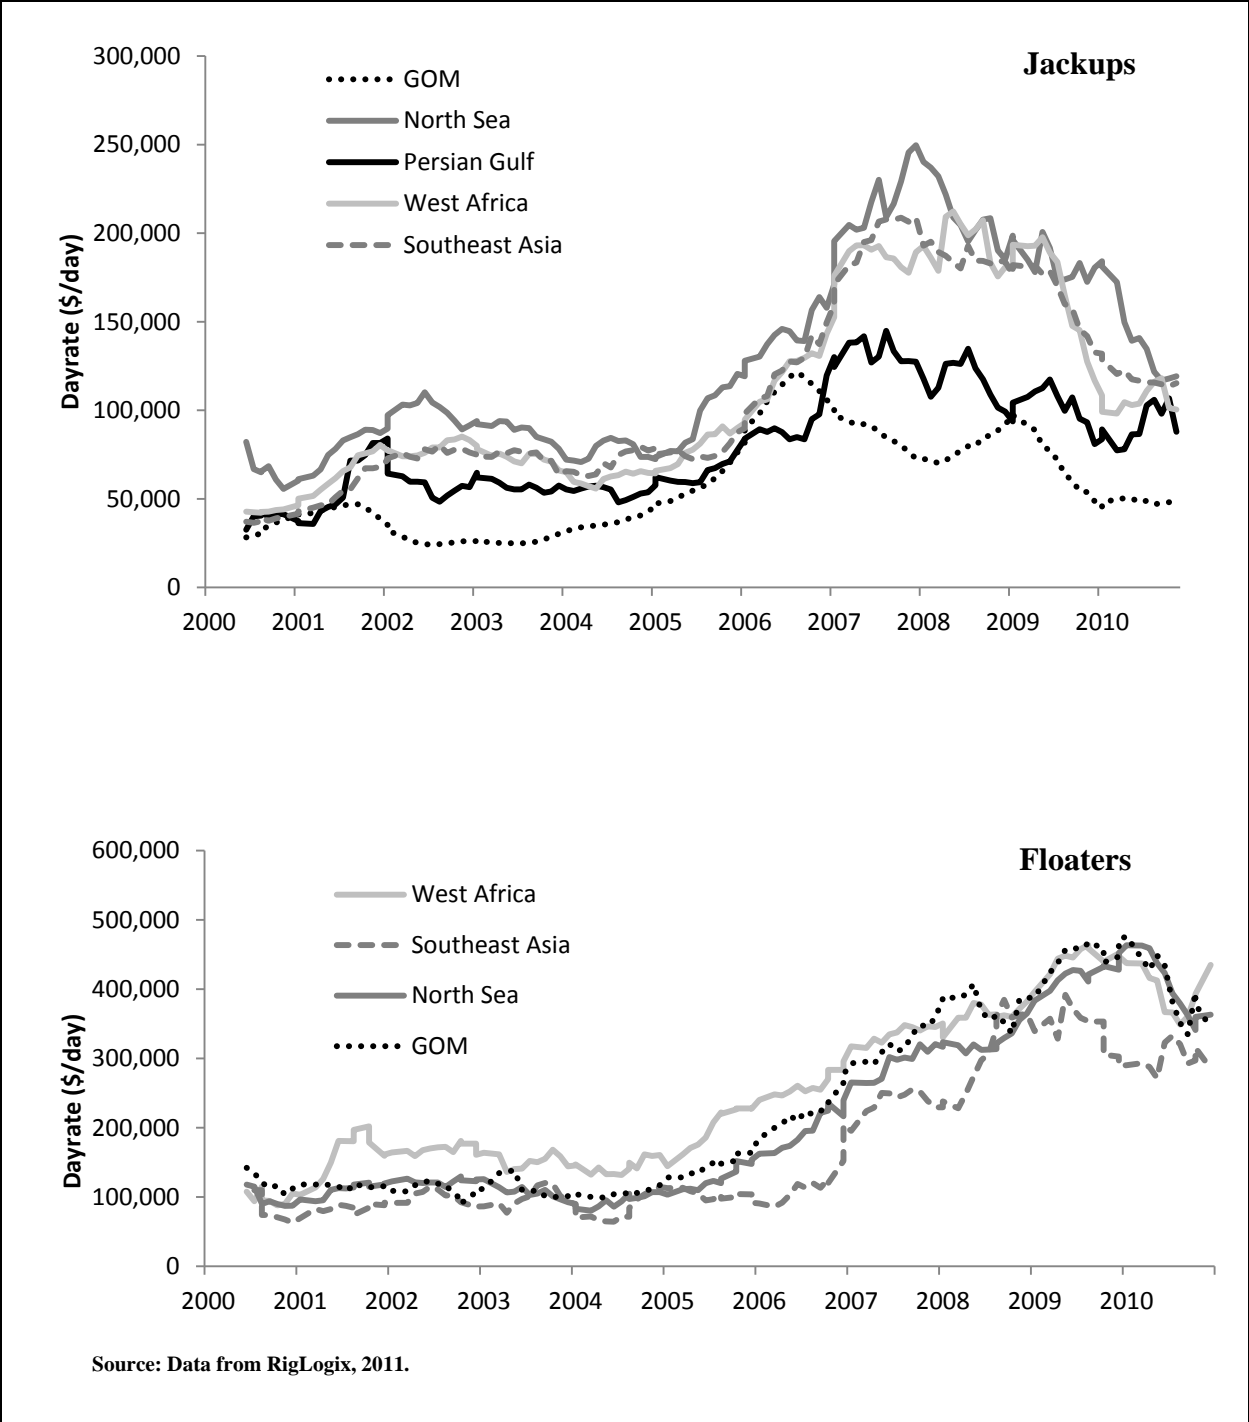 Jackups
300,000
250,000
200,000
150,000
100,000
50,000
0
Dayrate ($/day)
GOM
North Sea
Persian Gulf
West Africa
Southeast Asia
2000 2001 2002 2003 2004 2005 2006 2007 2008 2009 2010
Floaters
600,000
500,000
400,000
300,000
200,000
100,000
0
Dayrate ($/day)
West Africa
Southeast Asia
North Sea
GOM
2000 2001 2002 2003 2004 2005 2006 2007 2008 2009 2010
Source: Data from RigLogix, 2011.